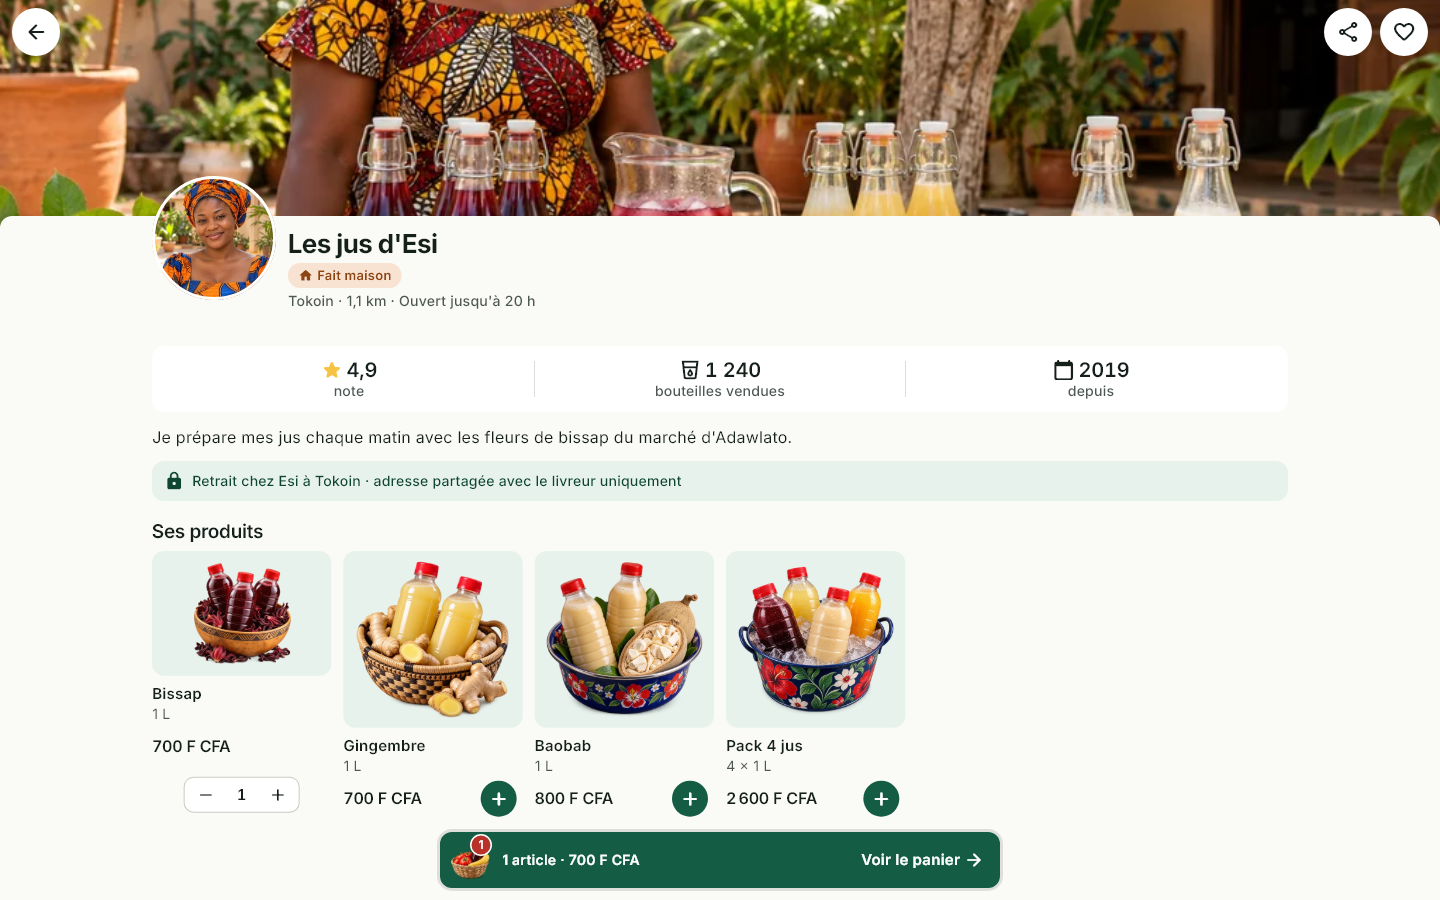 Les jus d'Esi
Fait maison
Tokoin · 1,1 km · Ouvert jusqu'à 20 h
4,9
note
1 240
bouteilles vendues
2019
depuis
Je prépare mes jus chaque matin avec les fleurs de bissap du marché d'Adawlato.
Retrait chez Esi à Tokoin · adresse partagée avec le livreur uniquement
Ses produits
Bissap
1 L
700 F CFA
1
Gingembre
1 L
700 F CFA
Baobab
1 L
800 F CFA
Pack 4 jus
4 × 1 L
2 600 F CFA
1
1 article · 700 F CFA
Voir le panier